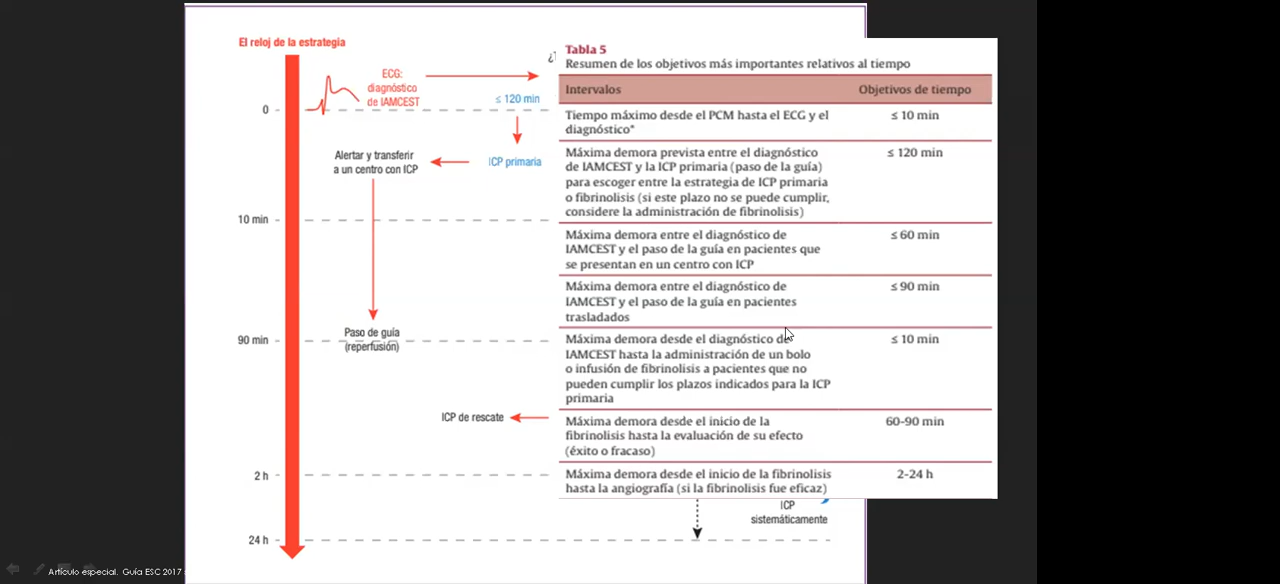 El reloj de la estrategia
ECG:
diagnóstico
de IAMCEST
0
≤ 120 min
Alertar y transferir
a un centro con ICP
ICP primaria
10 min
Paso de guía
(reperfusión)
90 min
ICP de rescate
2 h
ICP
sistemáticamente
24 h
Tabla 5
Resumen de los objetivos más importantes relativos al tiempo
Intervalos
Objetivos de tiempo
Tiempo máximo desde el PCM hasta el ECG y el
diagnóstico*
≤ 10 min
Máxima demora prevista entre el diagnóstico
de IAMCEST y la ICP primaria (paso de la guía)
para escoger entre la estrategia de ICP primaria
o fibrinolisis (si este plazo no se puede cumplir,
considere la administración de fibrinolisis)
≤ 120 min
Máxima demora entre el diagnóstico de
IAMCEST y el paso de la guía en pacientes que
se presentan en un centro con ICP
≤ 60 min
Máxima demora entre el diagnóstico de
IAMCEST y el paso de la guía en pacientes
trasladados
≤ 90 min
Máxima demora desde el diagnóstico de
IAMCEST hasta la administración de un bolo
o infusión de fibrinolisis a pacientes que no
pueden cumplir los plazos indicados para la ICP
primaria
≤ 10 min
Máxima demora desde el inicio de la
fibrinolisis hasta la evaluación de su efecto
(éxito o fracaso)
60-90 min
Máxima demora desde el inicio de la fibrinolisis
hasta la angiografía (si la fibrinolisis fue eficaz)
2-24 h
Artículo especial. Guía ESC 2017